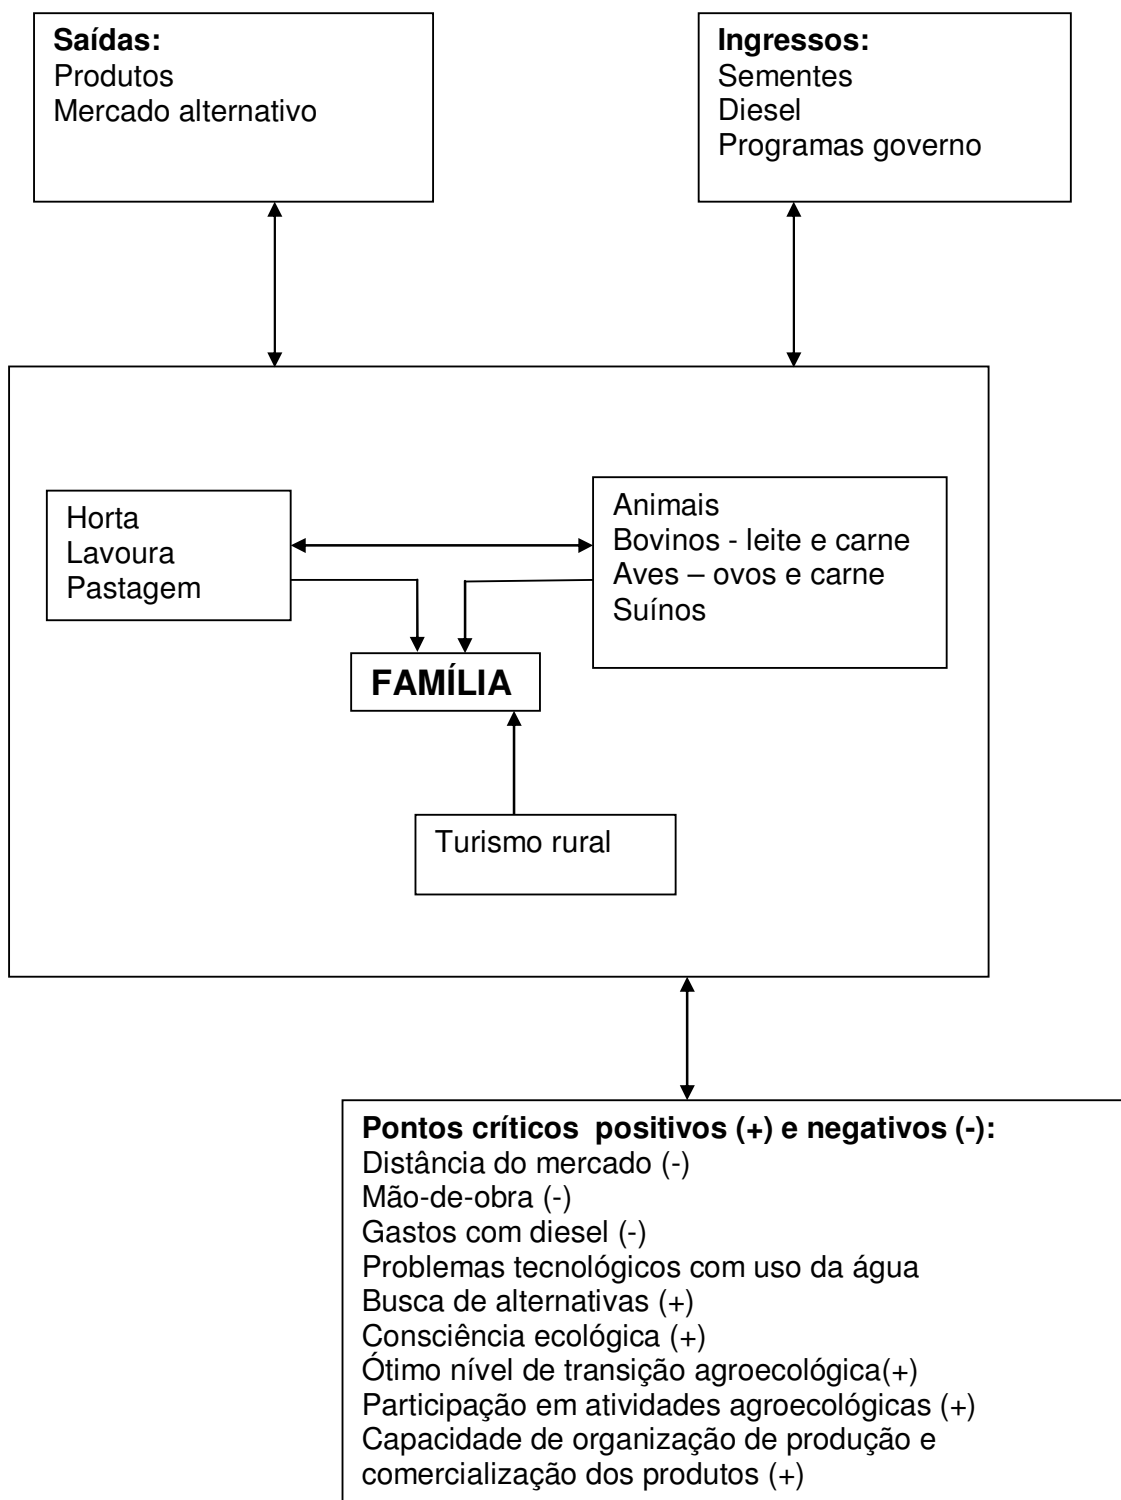 Saídas:
Produtos
Mercado alternativo
Ingressos:
Sementes
Diesel
Programas governo
Horta
Lavoura
Pastagem
Animais
Bovinos - leite e carne
Aves – ovos e carne
Suínos
FAMÍLIA
Turismo rural
Pontos críticos  positivos (+) e negativos (-):
Distância do mercado (-)
Mão-de-obra (-)
Gastos com diesel (-)
Problemas tecnológicos com uso da água
Busca de alternativas (+)
Consciência ecológica (+)
Ótimo nível de transição agroecológica(+)
Participação em atividades agroecológicas (+)
Capacidade de organização de produção e
comercialização dos produtos (+)